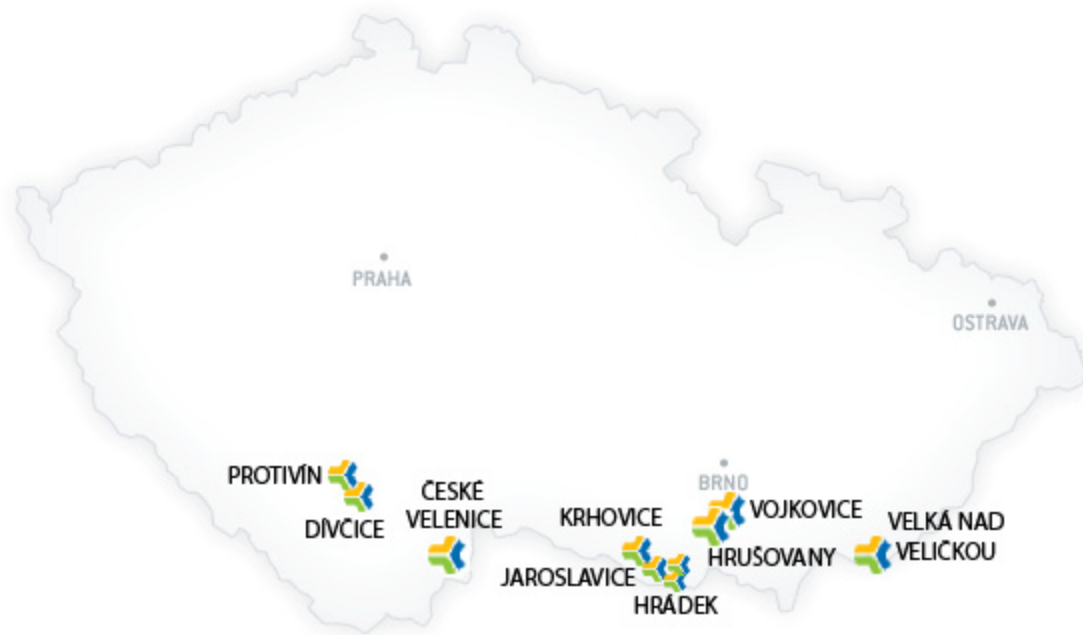 PRAHA
OSTRAVA
BRNO
PROTIVÍN
DÍVČICE
ČESKÉ
VELENICE
KRHOVICE
JAROSLAVICE
HRÁDEK
VOJKOVICE
HRUŠOVANY
VELKÁ NAD
VELIČKOU